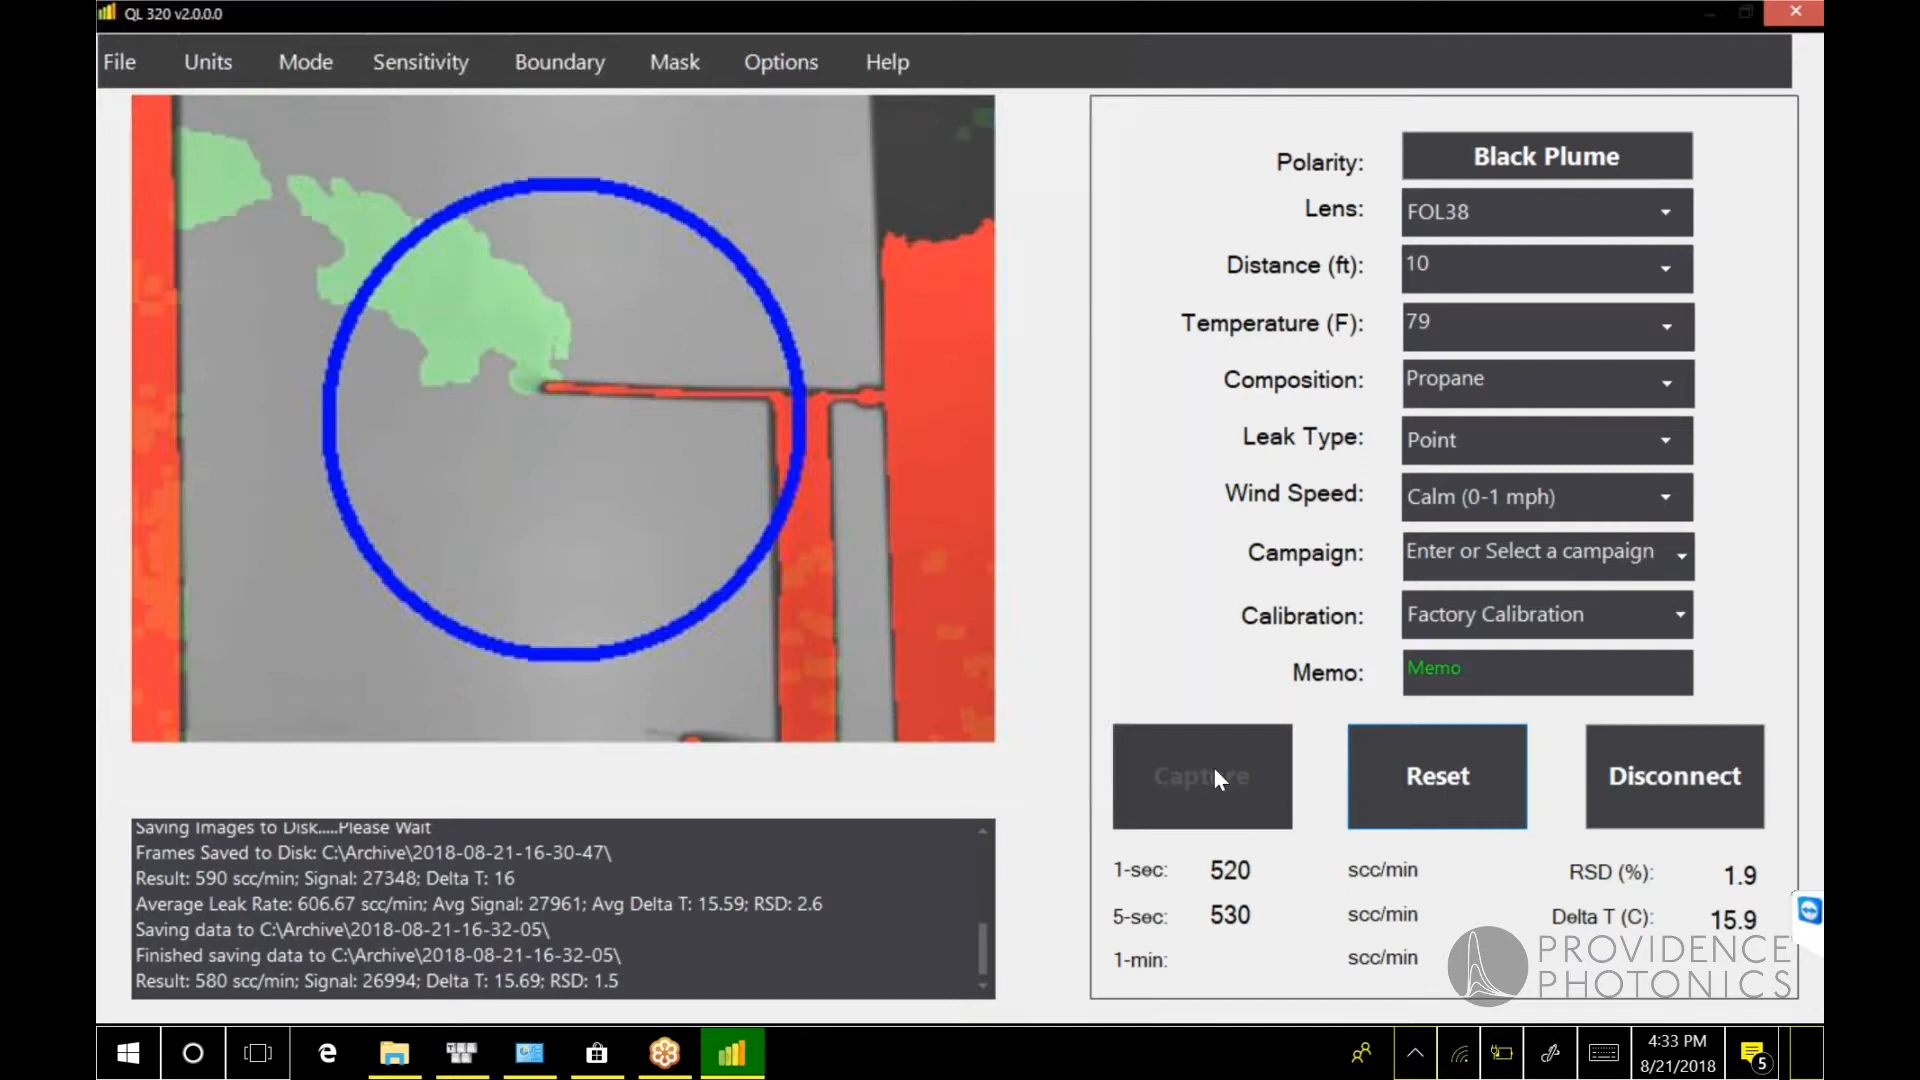 QL 320 v2.0.0.0
File Units Mode Sensitivity Boundary Mask Options Help
Polarity: Black Plume
Lens: FOL38
Distance (ft): 10
Temperature (F): 79
Composition: Propane
Leak Type: Point
Wind Speed: Calm (0-1 mph)
Campaign: Enter or Select a campaign
Calibration: Factory Calibration
Memo: Memo
Capture Reset Disconnect
Saving Images to Disk.....Please Wait
Frames Saved to Disk: C:\Archive\2018-08-21-16-30-47\
Result: 590 scc/min; Signal: 27348; Delta T: 16
Average Leak Rate: 606.67 scc/min; Avg Signal: 27961; Avg Delta T: 15.59; RSD: 2.6
Saving data to C:\Archive\2018-08-21-16-32-05\
Finished saving data to C:\Archive\2018-08-21-16-32-05\
Result: 580 scc/min; Signal: 26994; Delta T: 15.69; RSD: 1.5
1-sec: 520 scc/min RSD (%): 1.9
5-sec: 530 scc/min Delta T (C): 15.9
1-min: scc/min
PROVIDENCE
PHOTONICS
4:33 PM
8/21/2018
5